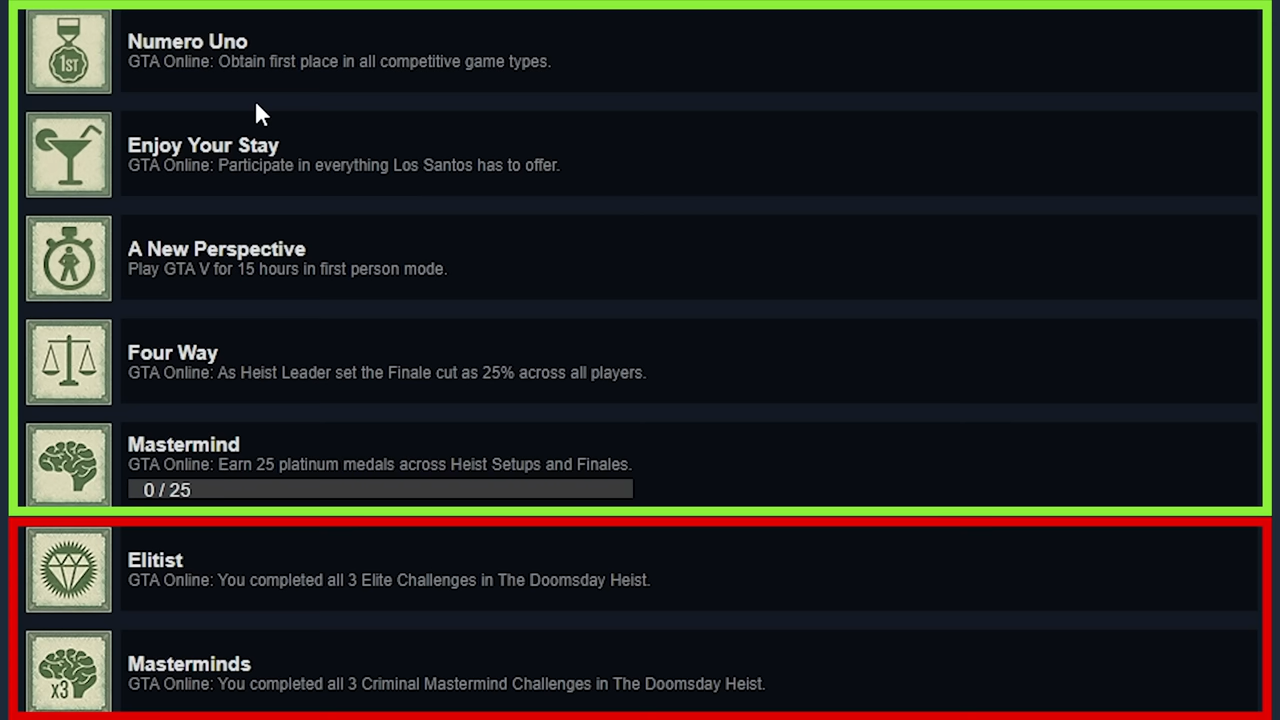 1ST
Numero Uno
GTA Online: Obtain first place in all competitive game types.
Enjoy Your Stay
GTA Online: Participate in everything Los Santos has to offer.
A New Perspective
Play GTA V for 15 hours in first person mode.
Four Way
GTA Online: As Heist Leader set the Finale cut as 25% across all players.
Mastermind
GTA Online: Earn 25 platinum medals across Heist Setups and Finales.
0 / 25
Elitist
GTA Online: You completed all 3 Elite Challenges in The Doomsday Heist.
x3
Masterminds
GTA Online: You completed all 3 Criminal Mastermind Challenges in The Doomsday Heist.